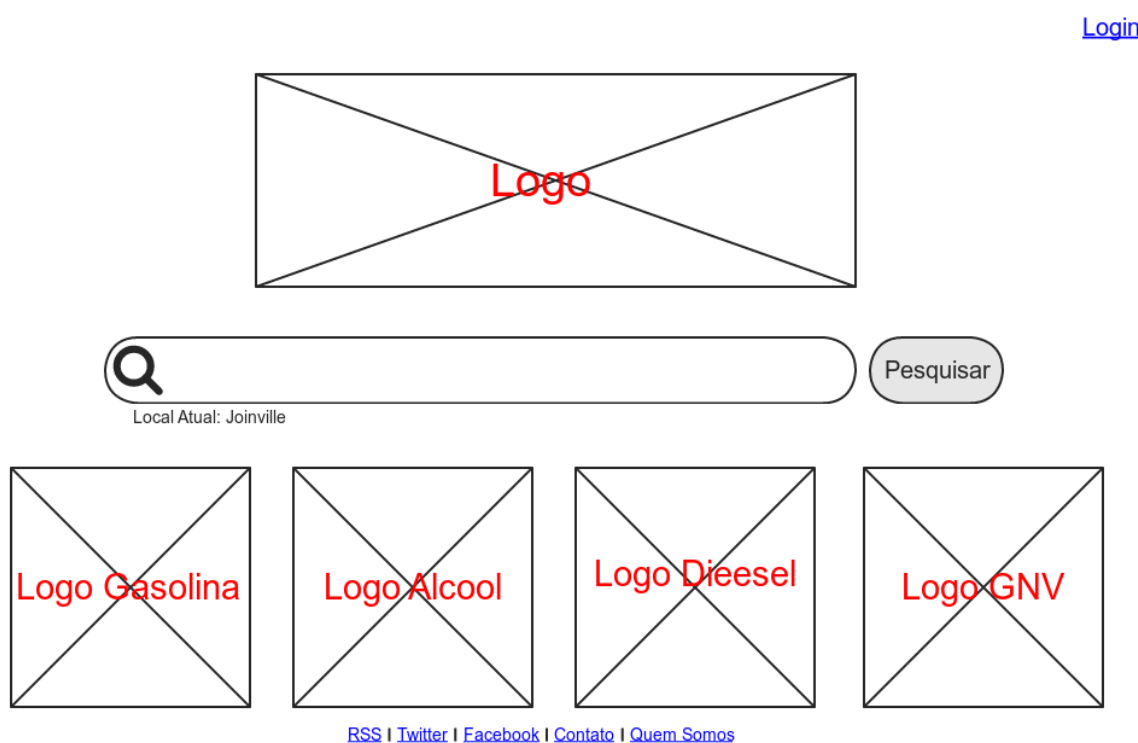 Login
Logo
Pesquisar
Local Atual: Joinville
Logo Gasolina
Logo Alcool
Logo Dieesel
Logo GNV
RSS I Twitter I Facebook I Contato I Quem Somos